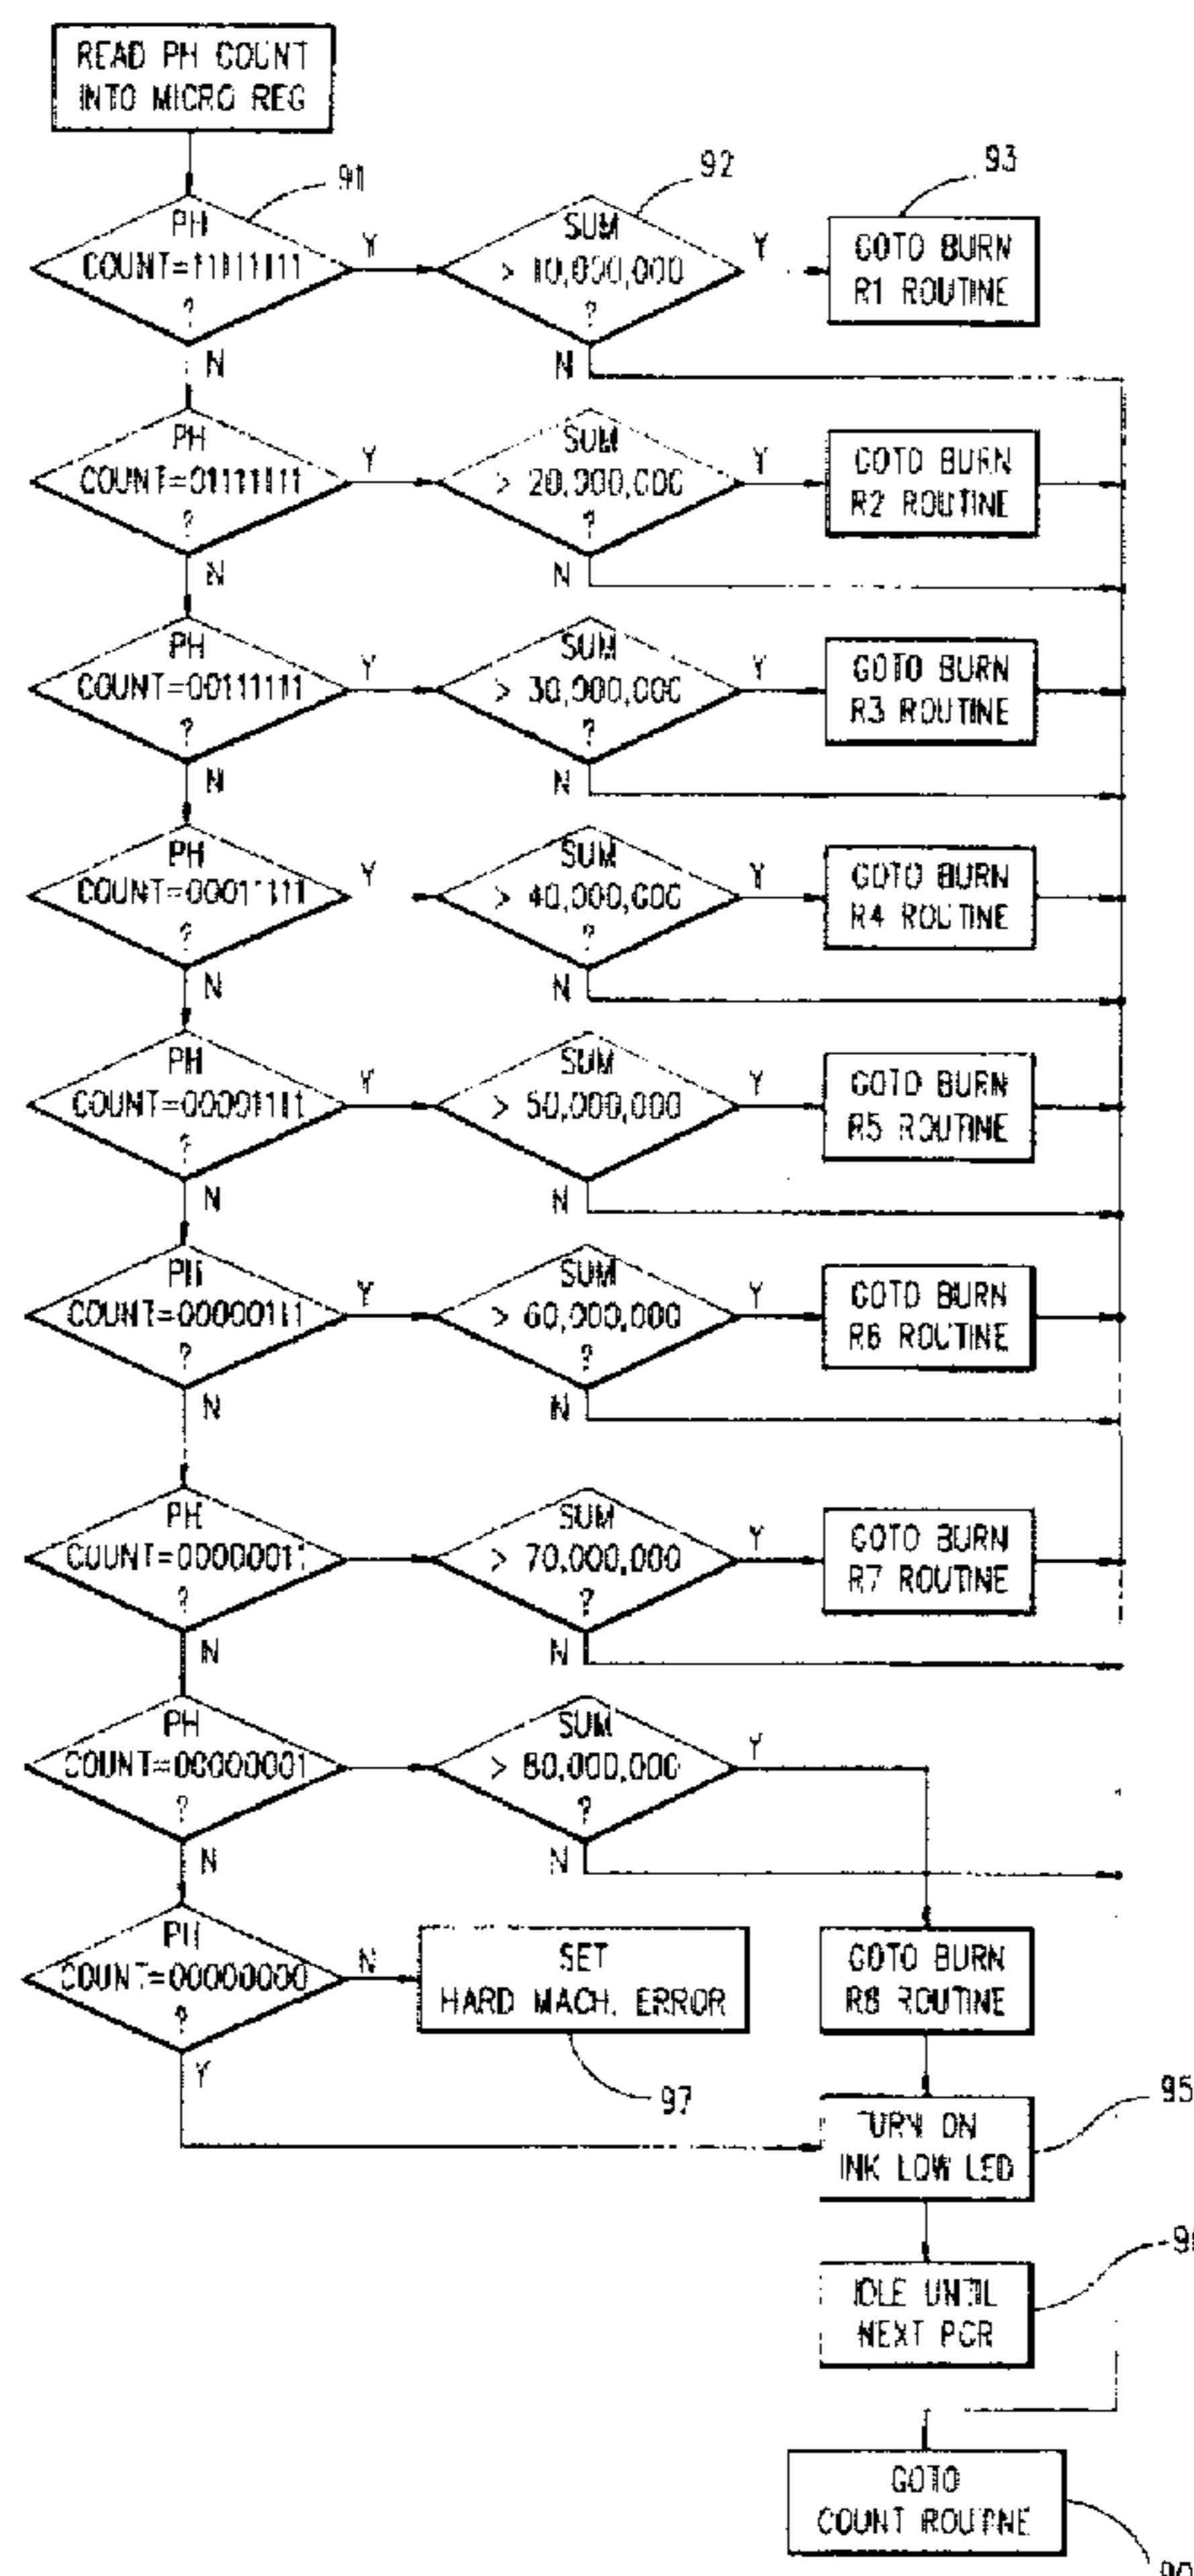 READ PH COUNT
INTO MICRO REG
91
92
93
PH
COUNT=11111111
?
Y
N
SUM
> 10,000,000
?
Y
N
GOTO BURN
R1 ROUTINE
PH
COUNT=01111111
?
Y
N
SUM
> 20,000,000
?
Y
N
GOTO BURN
R2 ROUTINE
PH
COUNT=00111111
?
Y
N
SUM
> 30,000,000
?
Y
N
GOTO BURN
R3 ROUTINE
PH
COUNT=00011111
?
Y
N
SUM
> 40,000,000
?
Y
N
GOTO BURN
R4 ROUTINE
PH
COUNT=00001111
?
Y
N
SUM
> 50,000,000
?
Y
N
GOTO BURN
R5 ROUTINE
PH
COUNT=00000111
?
Y
N
SUM
> 60,000,000
?
Y
N
GOTO BURN
R6 ROUTINE
PH
COUNT=00000011
?
N
SUM
> 70,000,000
?
Y
N
GOTO BURN
R7 ROUTINE
PH
COUNT=00000001
?
N
SUM
> 80,000,000
?
Y
N
PH
COUNT=00000000
?
N
Y
SET
HARD MACH. ERROR
97
GOTO BURN
R8 ROUTINE
TURN ON
INK LOW LED
95
IDLE UNTIL
NEXT PCR
GOTO
COUNT ROUTINE